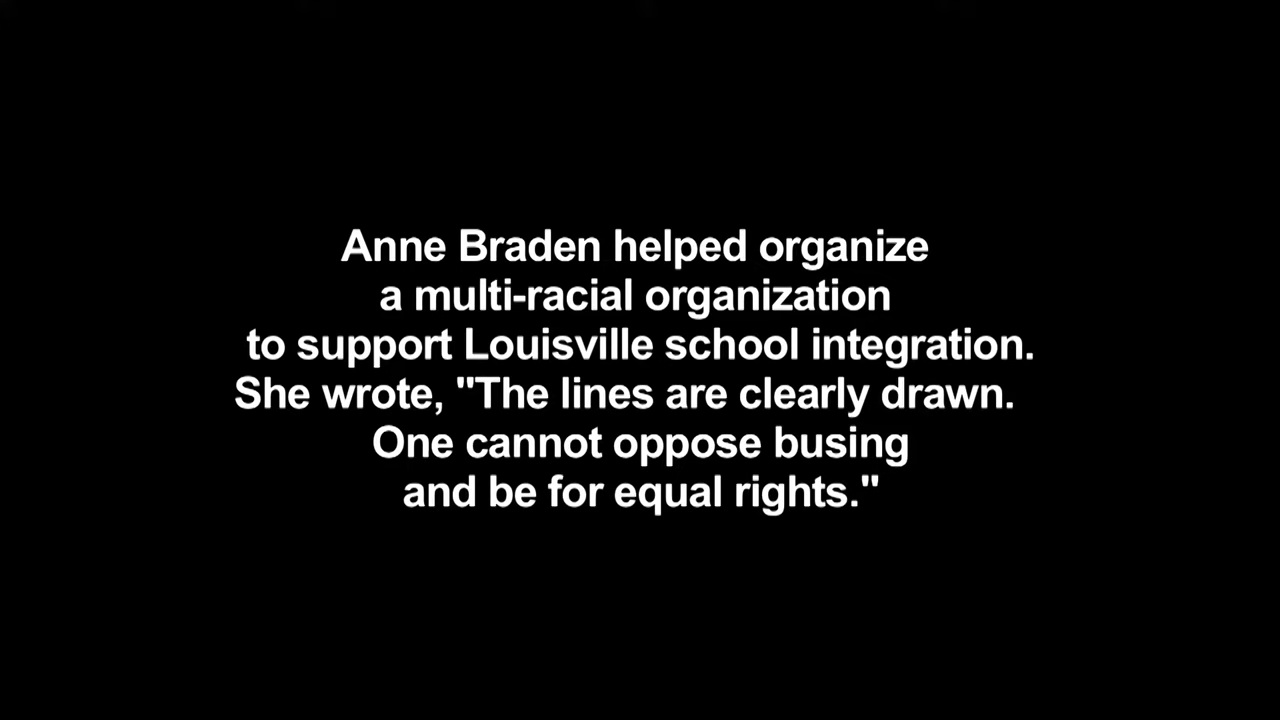 Anne Braden helped organize
a multi-racial organization
to support Louisville school integration.
She wrote, "The lines are clearly drawn.
One cannot oppose busing
and be for equal rights."